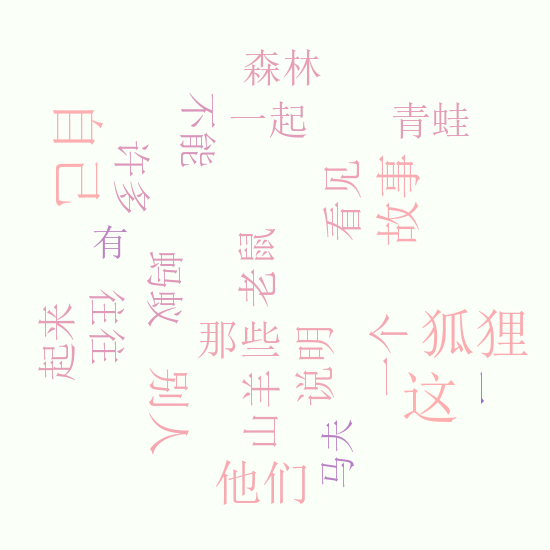 森林
不能
一起
青蛙
自己
许多
看见
故事
有
老鼠
蚂蚁
起来
往往
那些
说明
一个
狐狸
别人
山羊
这
一
马夫
他们